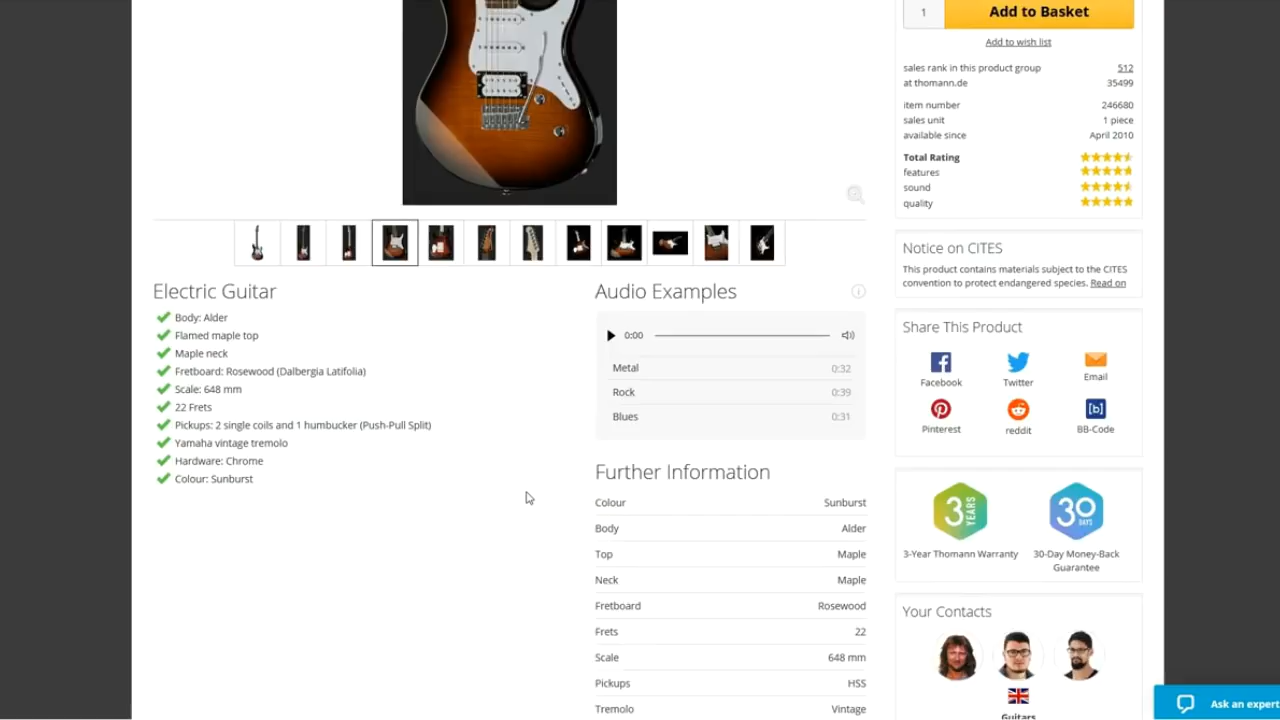 1
Add to Basket
Add to wish list
sales rank in this product group 512
at thomann.de 35499
item number 246680
sales unit 1 piece
available since April 2010
Total Rating
features
sound
quality
Notice on CITES
This product contains materials subject to the CITES
convention to protect endangered species. Read on
Electric Guitar
Body: Alder
Flamed maple top
Maple neck
Fretboard: Rosewood (Dalbergia Latifolia)
Scale: 648 mm
22 Frets
Pickups: 2 single coils and 1 humbucker (Push-Pull Split)
Yamaha vintage tremolo
Hardware: Chrome
Colour: Sunburst
Audio Examples
0:00
Metal 0:32
Rock 0:39
Blues 0:31
Further Information
Colour Sunburst
Body Alder
Top Maple
Neck Maple
Fretboard Rosewood
Frets 22
Scale 648 mm
Pickups HSS
Tremolo Vintage
Share This Product
Facebook
Twitter
Email
Pinterest
reddit
[b]
BB-Code
3 YEARS
30 DAYS
3-Year Thomann Warranty
30-Day Money-Back
Guarantee
Your Contacts
Guitars
Ask an expert